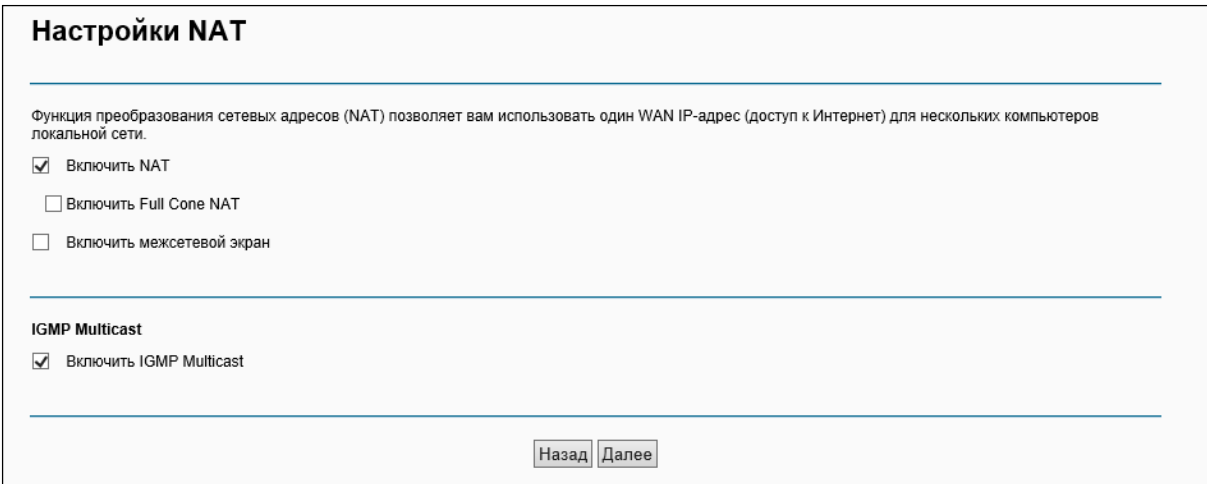 Настройки NAT
Функция преобразования сетевых адресов (NAT) позволяет вам использовать один WAN IP-адрес (доступ к Интернет) для нескольких компьютеров
локальной сети.
Включить NAT
Включить Full Cone NAT
Включить межсетевой экран
IGMP Multicast
Включить IGMP Multicast
Назад Далее